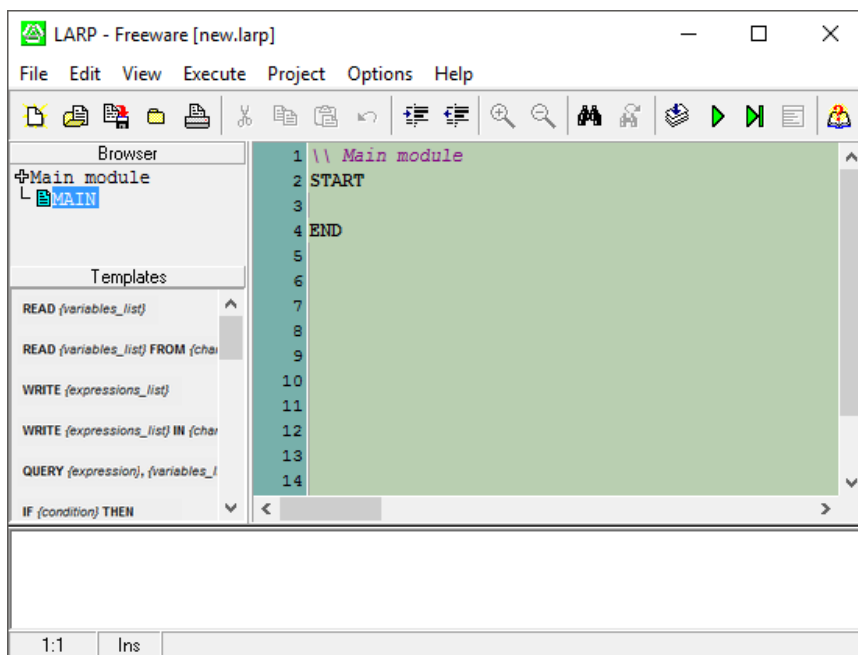 LARP - Freeware [new.larp]
File Edit View Execute Project Options Help
Browser
Main module
MAIN
Templates
READ {variables_list}
READ {variables_list} FROM {char
WRITE {expressions_list}
WRITE {expressions_list} IN {char
QUERY {expression}, {variables_l
IF {condition} THEN
1 \\ Main module
2 START
3
4 END
5
6
7
8
9
10
11
12
13
14
1:1 Ins